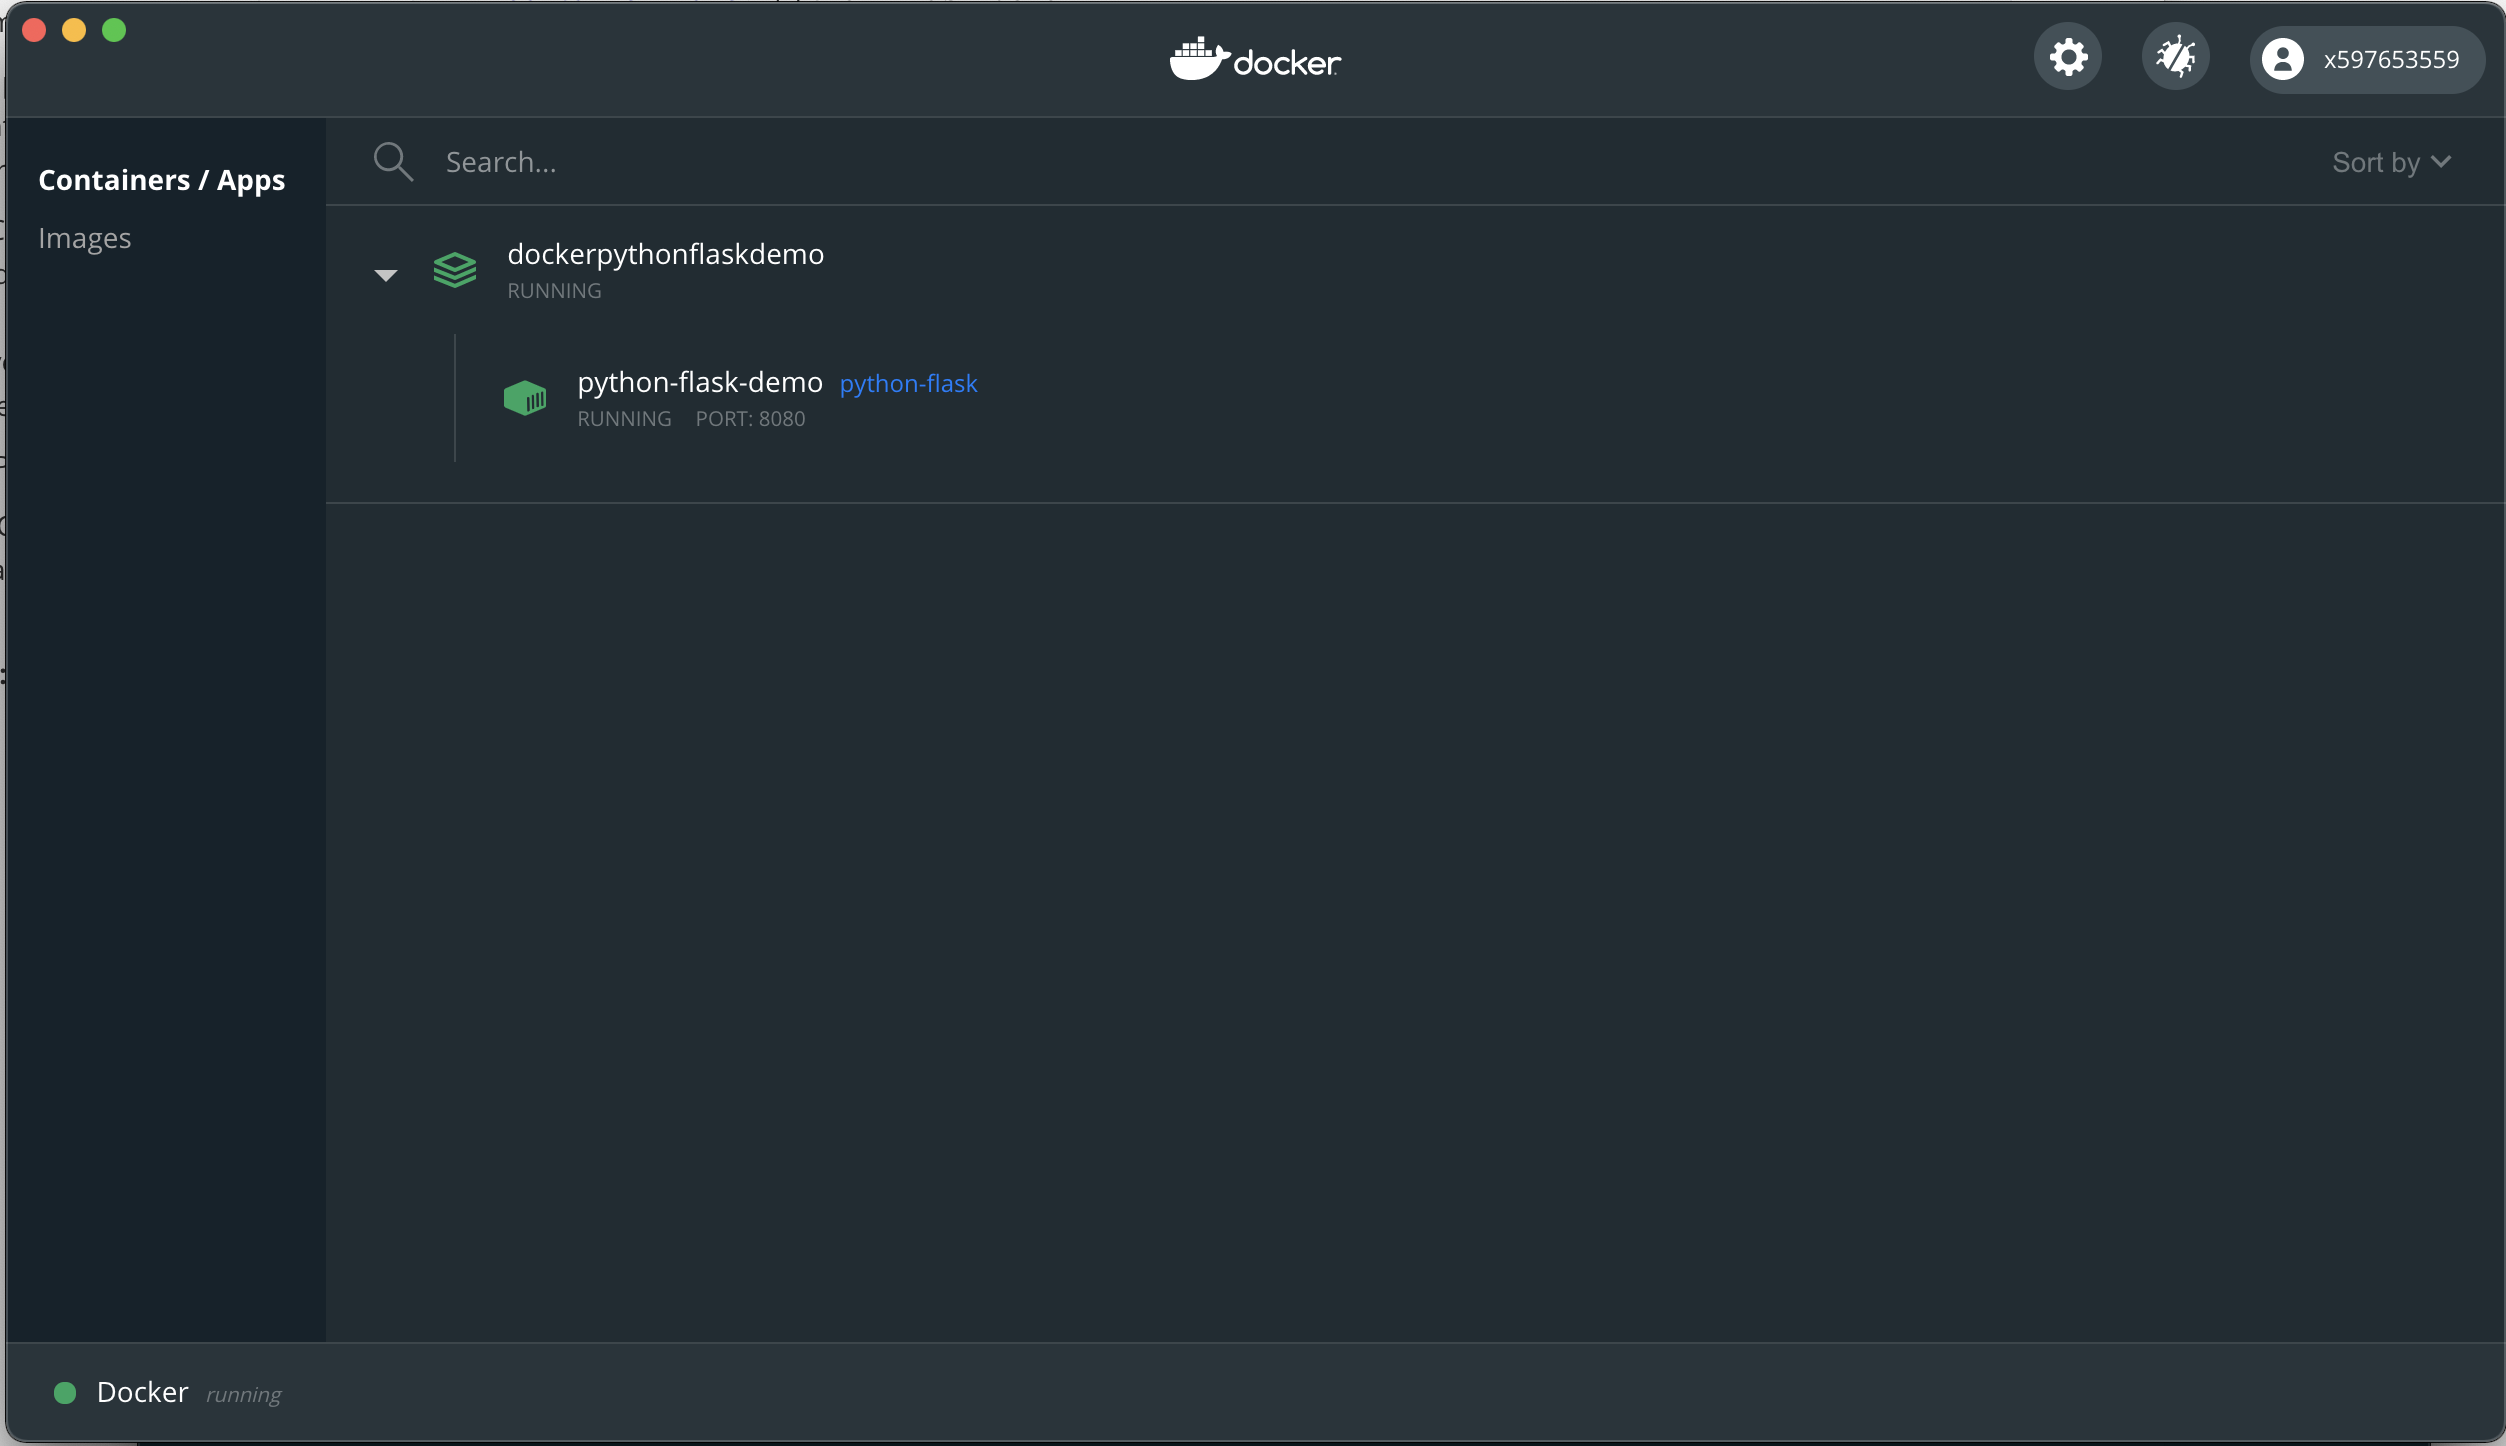 docker
x597653559
Containers / Apps
Images
Search...
Sort by
dockerpythonflaskdemo
RUNNING
python-flask-demo python-flask
RUNNING PORT: 8080
Docker running